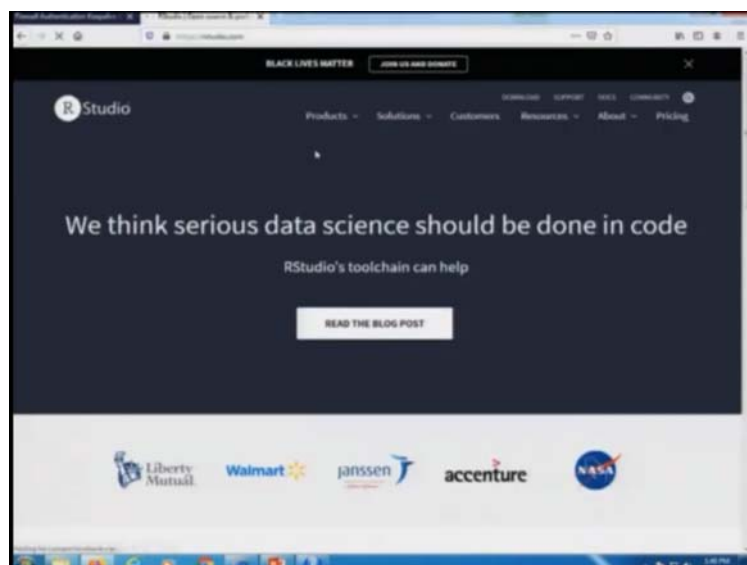 BLACK LIVES MATTER JOIN US AND DONATE
DOWNLOAD SUPPORT DOCS COMMUNITY
R Studio
Products Solutions Customers Resources About Pricing
We think serious data science should be done in code
RStudio's toolchain can help
READ THE BLOG POST
Liberty Mutual
Walmart
janssen
accenture
NASA